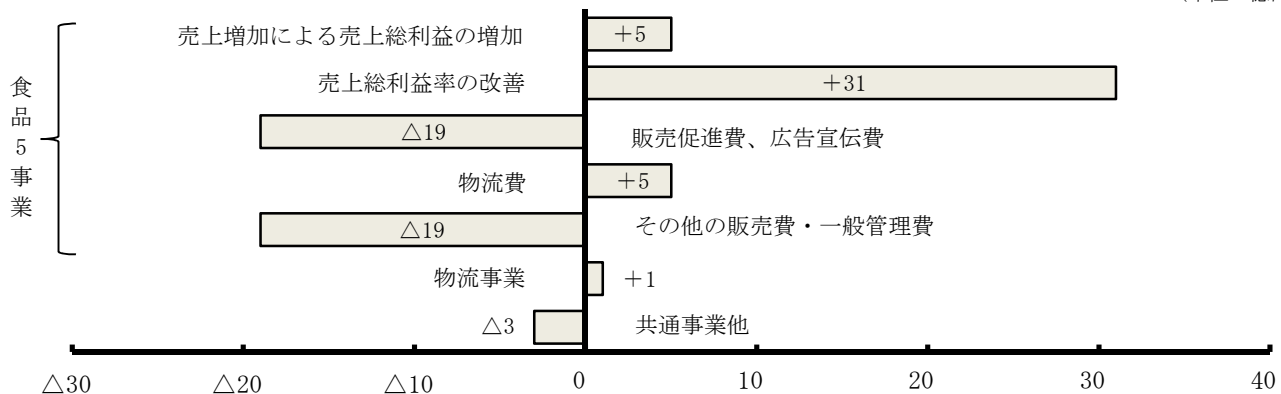 売上増加による売上総利益の増加
+5
売上総利益率の改善
+31
△19
販売促進費、広告宣伝費
物流費
+5
△19
その他の販売費・一般管理費
物流事業
+1
△3
共通事業他
食品5事業
△30
△20
△10
0
10
20
30
40